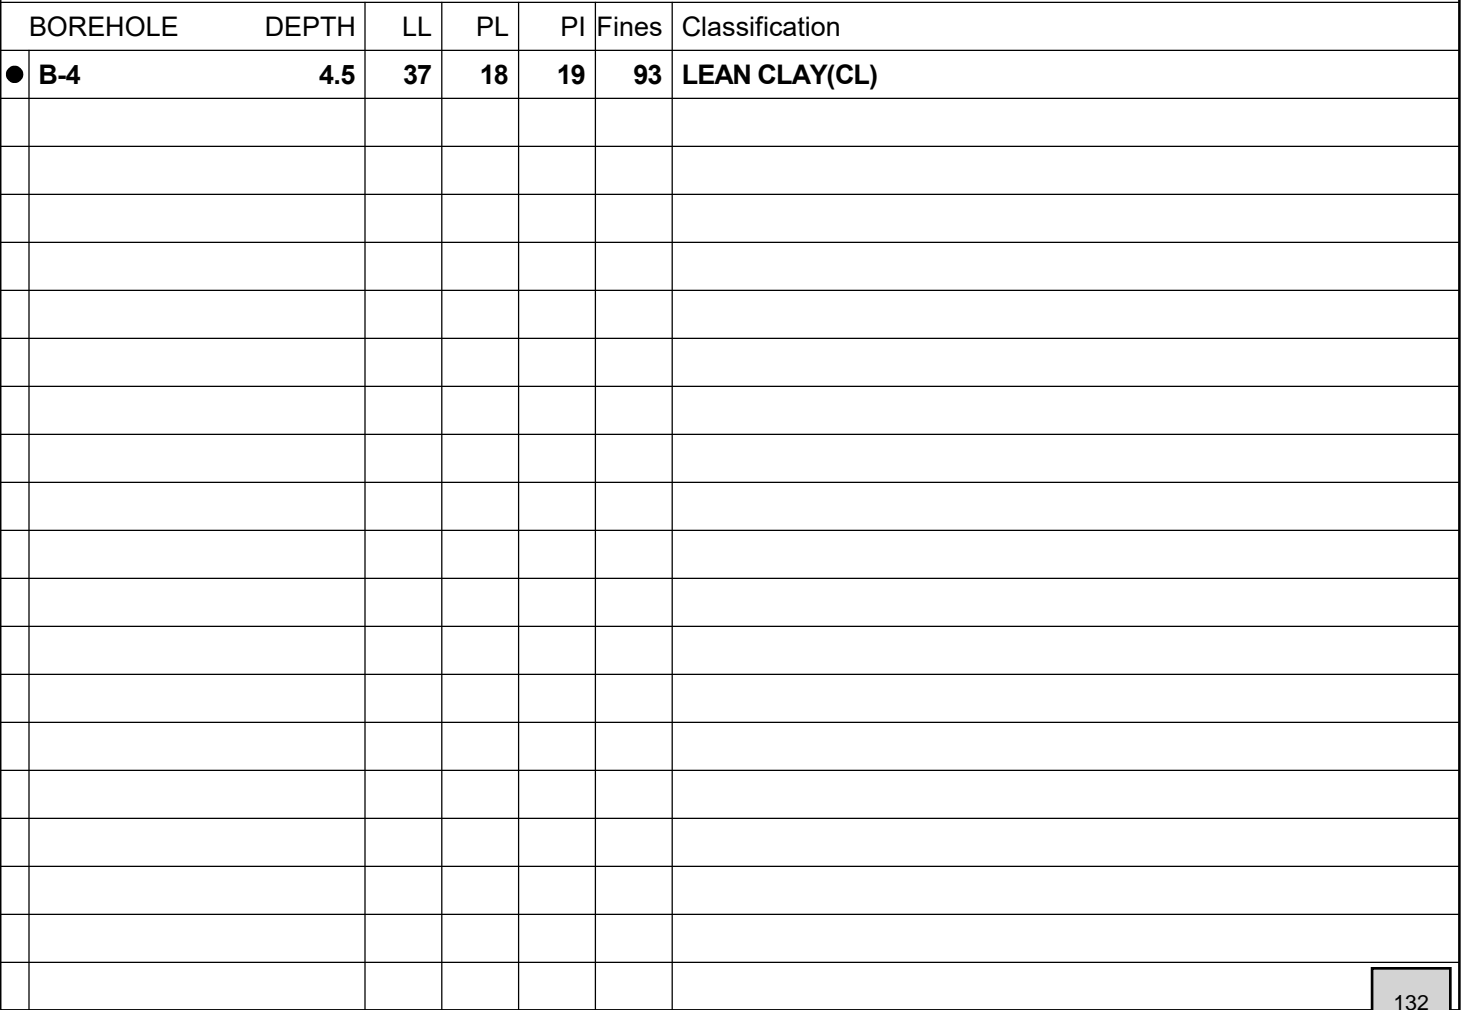 BOREHOLE DEPTH LL PL PI Fines Classification
B-4 4.5 37 18 19 93 LEAN CLAY(CL)
132